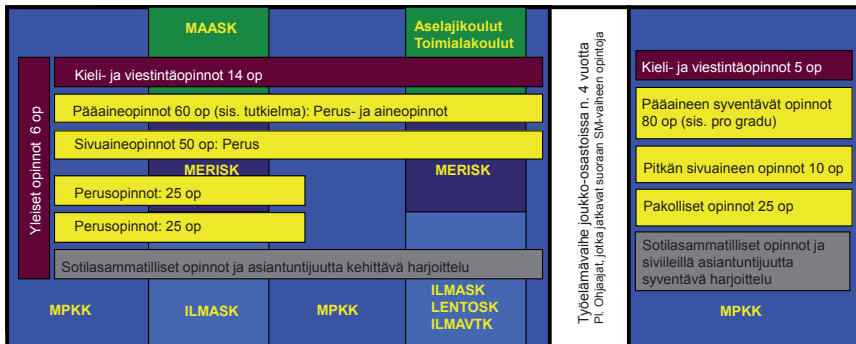 MAASK
Aselajikoulut
Toimialakoulut
Yleiset opinnot 6 op
Kieli- ja viestintäopinnot 14 op
Pääaineopinnot 60 op (sis. tutkielma): Perus- ja aineopinnot
Sivuaineopinnot 50 op: Perus
MERISK
MERISK
Perusopinnot: 25 op
Perusopinnot: 25 op
Sotilasammatilliset opinnot ja asiantuntijuutta kehittävä harjoittelu
MPKK
ILMASK
MPKK
ILMASK
LENTOSK
ILMAVTK
Työelämävaihe joukko-osastoissa n. 4 vuotta
Pl. Ohjaajat, jotka jatkavat suoraan SM-vaiheen opintoja
MPKK
Kieli- ja viestintäopinnot 5 op
Pääaineen syventävät opinnot
80 op (sis. pro gradu)
Pitkän sivuaineen opinnot 10 op
Pakolliset opinnot 25 op
Sotilasammatilliset opinnot ja
siviileillä asiantuntijuutta
syventävä harjoittelu
MPKK